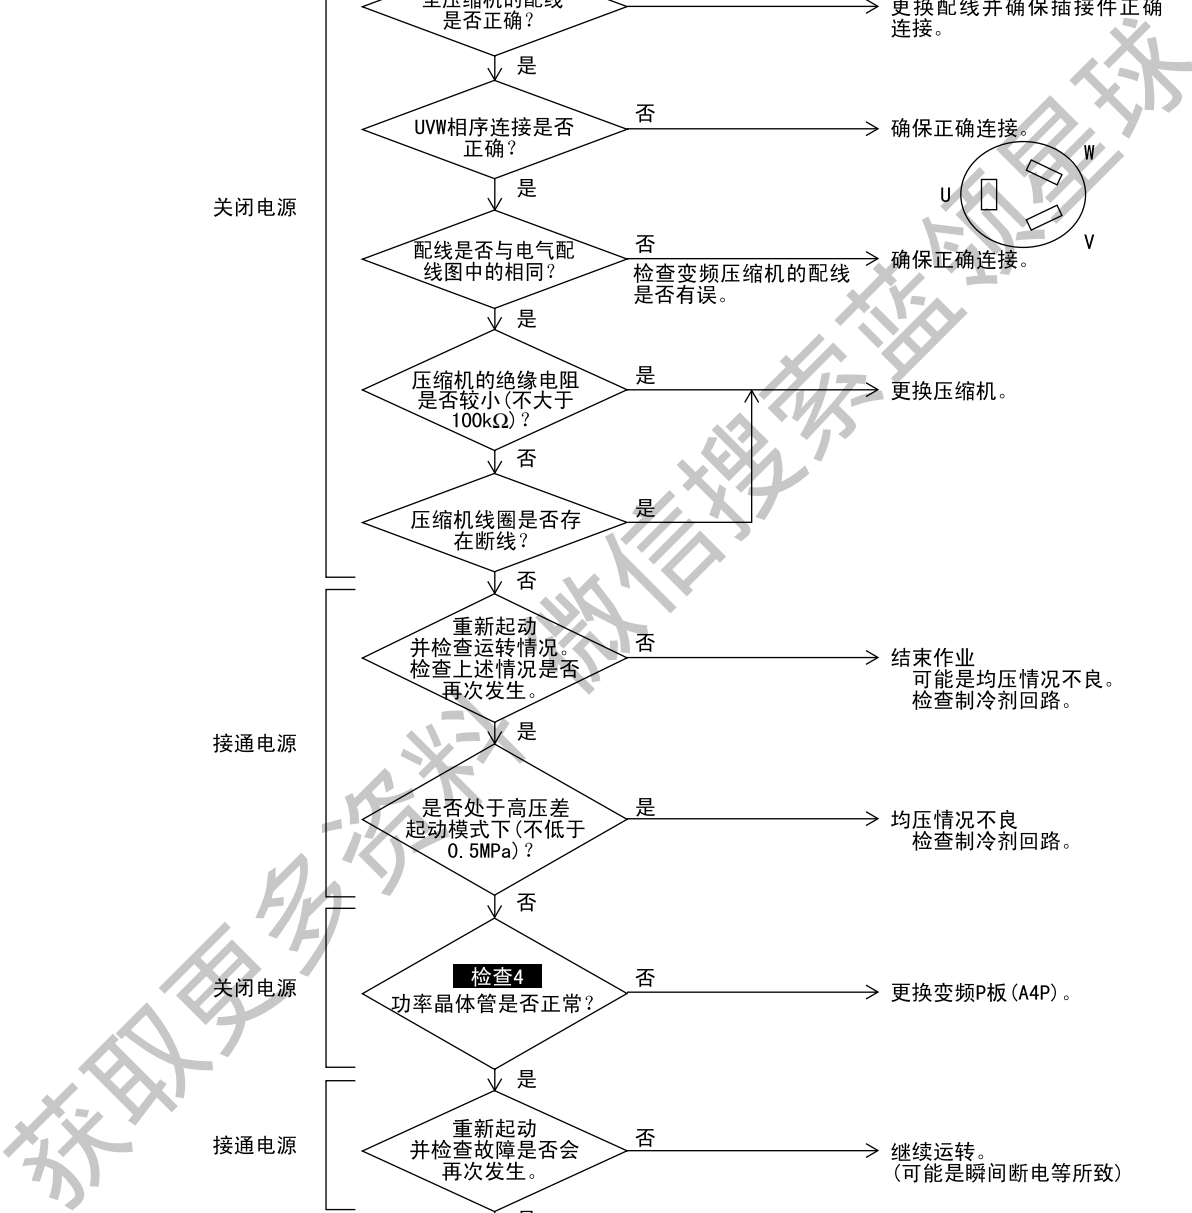 至压缩机的配线
是否正确？
更换配线并确保插接件正确
连接。
是
UVW相序连接是否
正确？
否
确保正确连接。
W
U
V
是
关闭电源
配线是否与电气配
线图中的相同？
否
检查变频压缩机的配线
是否有误。
确保正确连接。
是
压缩机的绝缘电阻
是否较小(不大于
100kΩ)？
是
更换压缩机。
否
压缩机线圈是否存
在断线？
是
否
重新起动
并检查运转情况。
检查上述情况是否
再次发生。
否
结束作业
可能是均压情况不良。
检查制冷剂回路。
是
接通电源
是否处于高压差
起动模式下(不低于
0.5MPa)？
是
均压情况不良
检查制冷剂回路。
否
关闭电源
检查4
功率晶体管是否正常？
否
更换变频P板(A4P)。
是
接通电源
重新起动
并检查故障是否会
再次发生。
否
继续运转。
(可能是瞬间断电等所致)
获取更多资料 微信搜索蓝领星球